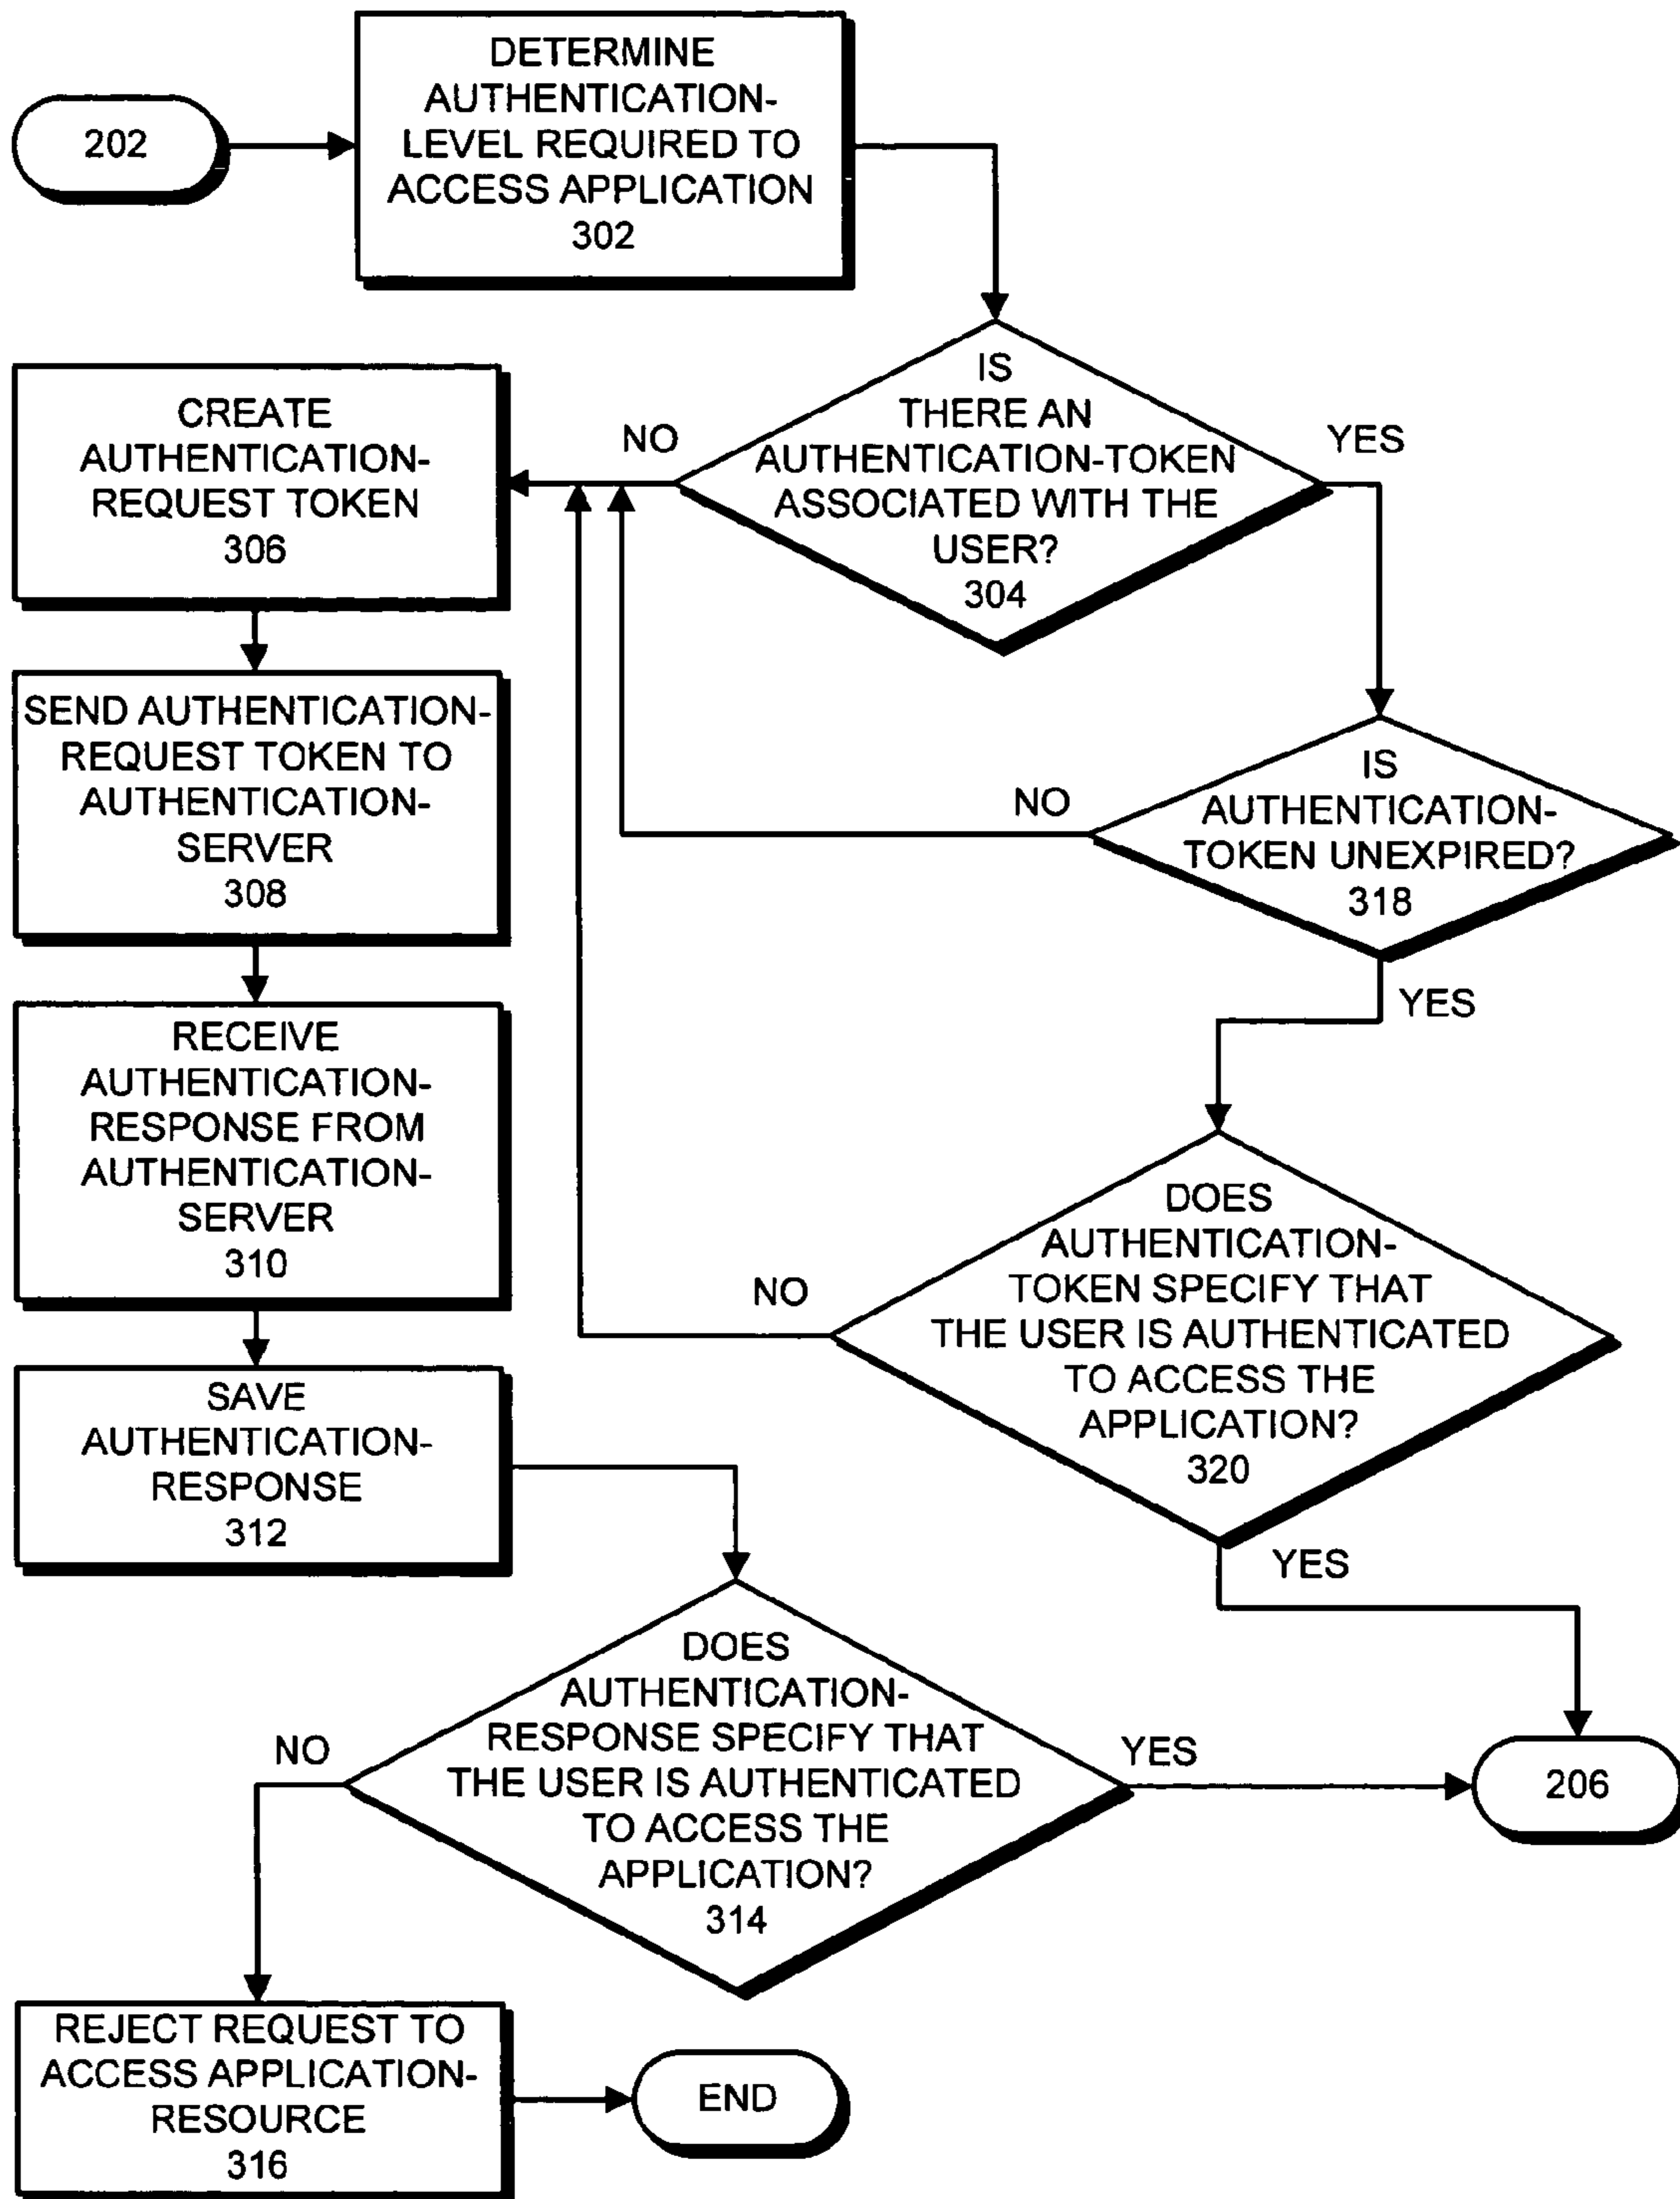 202
DETERMINE
AUTHENTICATION-
LEVEL REQUIRED TO
ACCESS APPLICATION
302
IS
THERE AN
AUTHENTICATION-TOKEN
ASSOCIATED WITH THE
USER?
304
NO
YES
CREATE
AUTHENTICATION-
REQUEST TOKEN
306
SEND AUTHENTICATION-
REQUEST TOKEN TO
AUTHENTICATION-
SERVER
308
IS
AUTHENTICATION-
TOKEN UNEXPIRED?
318
NO
YES
RECEIVE
AUTHENTICATION-
RESPONSE FROM
AUTHENTICATION-
SERVER
310
DOES
AUTHENTICATION-
TOKEN SPECIFY THAT
THE USER IS AUTHENTICATED
TO ACCESS THE
APPLICATION?
320
NO
YES
SAVE
AUTHENTICATION-
RESPONSE
312
DOES
AUTHENTICATION-
RESPONSE SPECIFY THAT
THE USER IS AUTHENTICATED
TO ACCESS THE
APPLICATION?
314
NO
YES
206
REJECT REQUEST TO
ACCESS APPLICATION-
RESOURCE
316
END